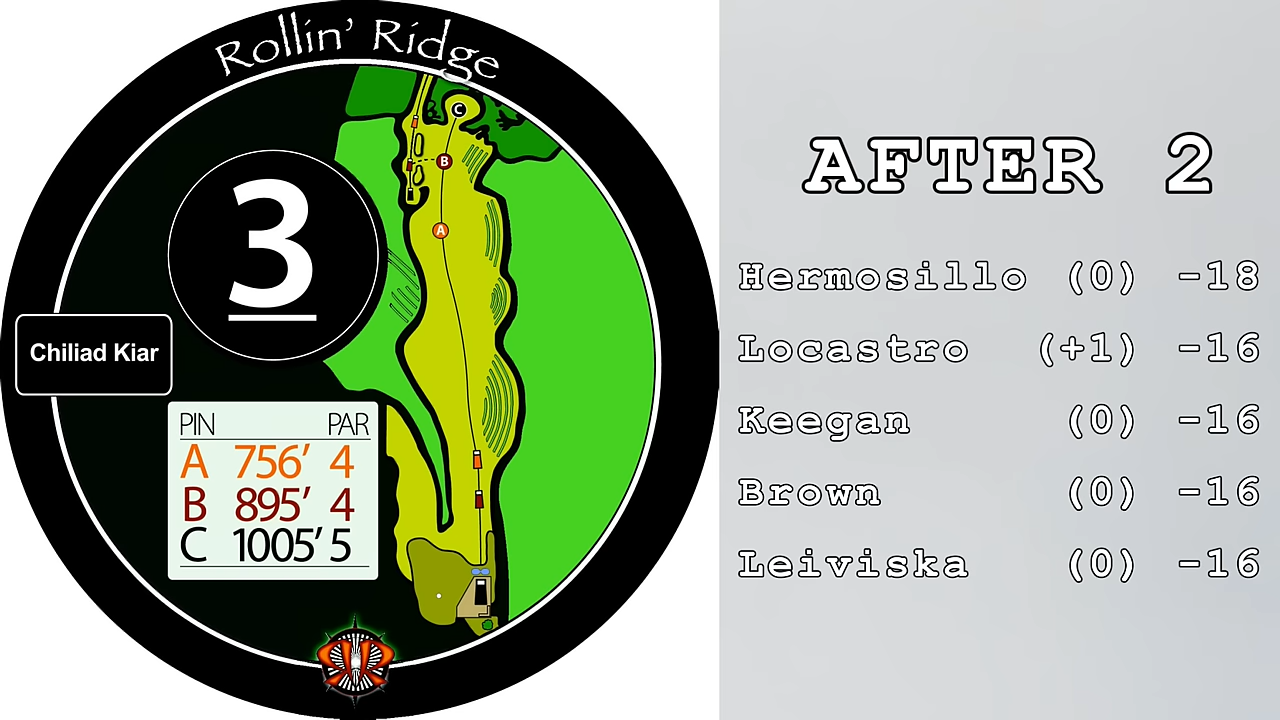 Rollin' Ridge
3
Chiliad Kiar
PIN PAR
A 756' 4
B 895' 4
C 1005' 5
C
B
A
AFTER 2
Hermosillo (0) -18
Locastro (+1) -16
Keegan (0) -16
Brown (0) -16
Leiviska (0) -16